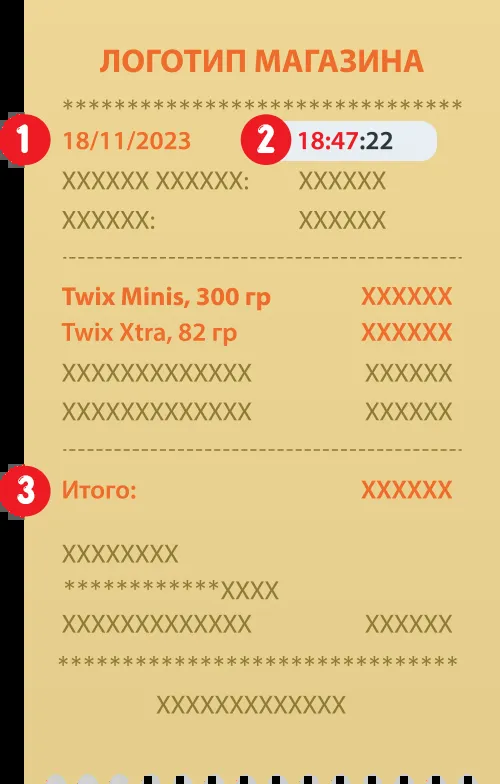 ЛОГОТИП МАГАЗИНА
*******************************
1 18/11/2023 2 18:47:22
XXXXXX XXXXXX: XXXXXX
XXXXXX: XXXXXX
Twix Minis, 300 гр XXXXXX
Twix Xtra, 82 гр XXXXXX
XXXXXXXXXXXXX XXXXXX
XXXXXXXXXXXXX XXXXXX
3 Итого: XXXXXX
XXXXXXXX
************XXXX
XXXXXXXXXXXXX XXXXXX
*******************************
XXXXXXXXXXXXX